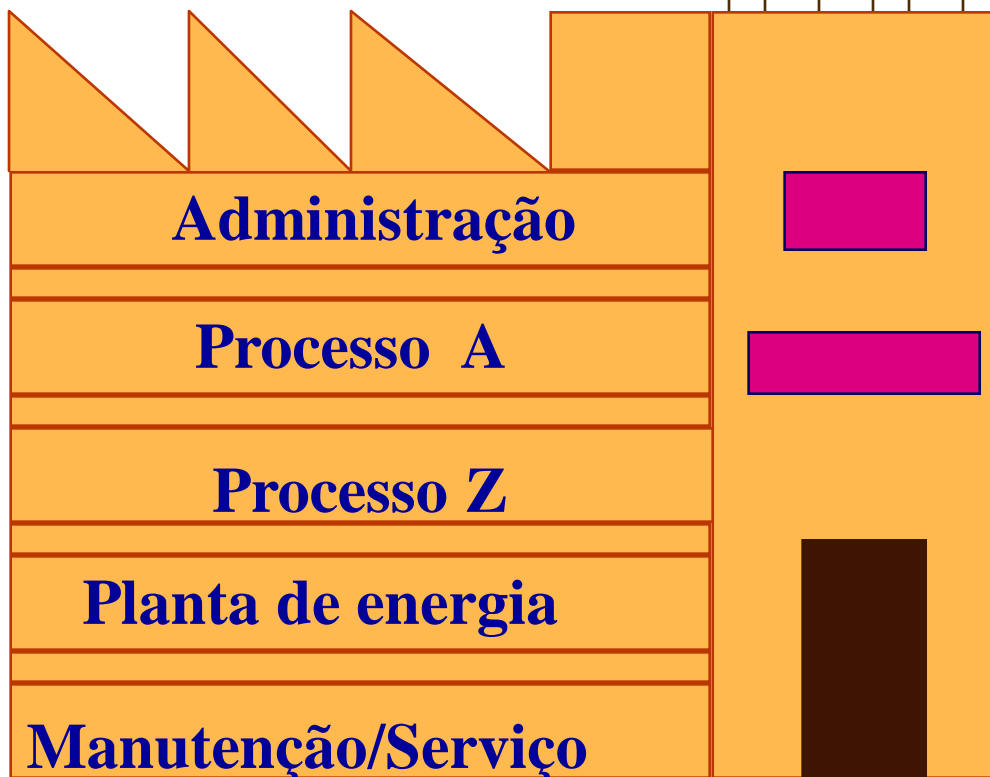 Administração
Processo A
Processo Z
Planta de energia
Manutenção/Serviço